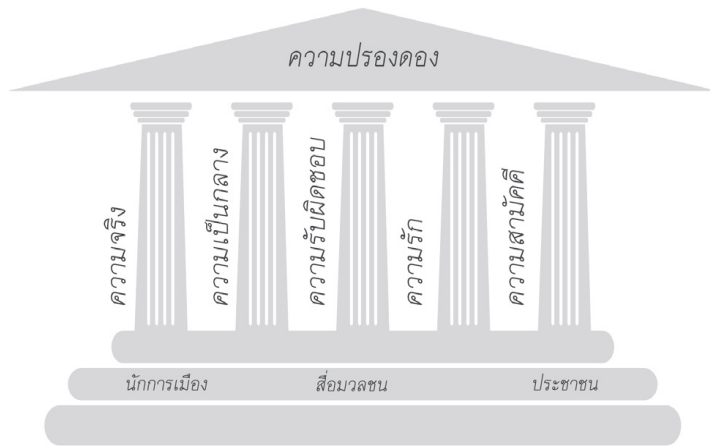 ความปรองดอง
ความจริง
ความเป็นกลาง
ความรับผิดชอบ
ความรัก
ความสามัคคี
นักการเมือง สื่อมวลชน ประชาชน